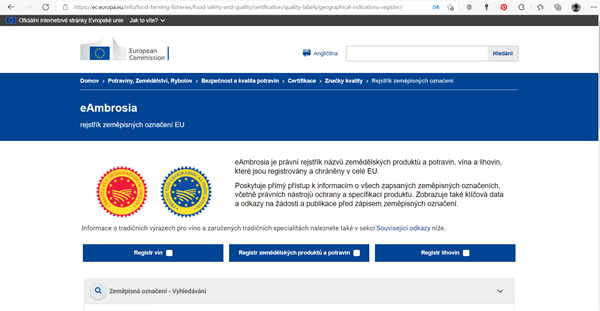 https://ec.europa.eu/info/food-farming-fisheries/food-safety-and-quality/certification/quality-labels/geographical-indications-register/
Oficiální internetové stránky Evropské unie Jak to víte?
European
Commission
Angličtina
Hledání
Domov > Potraviny, Zemědělství, Rybolov > Bezpečnost a kvalita potravin > Certifikace > Značky kvality > Rejstřík zeměpisných označení
eAmbrosia
rejstřík zeměpisných označení EU
eAmbrosia je právní rejstřík názvů zemědělských produktů a potravin, vína a lihovin,
které jsou registrovány a chráněny v celé EU.
Poskytuje přímý přístup k informacím o všech zapsaných zeměpisných označeních,
včetně právních nástrojů ochrany a specifikací produktu. Zobrazuje také klíčová data
a odkazy na žádosti a publikace před zápisem zeměpisných označení.
Informace o tradičních výrazech pro víno a zaručených tradičních specialitách naleznete také v sekci Související odkazy níže.
Registr vín
Registr zemědělských produktů a potravin
Registr lihovin
Zeměpisná označení - Vyhledávání